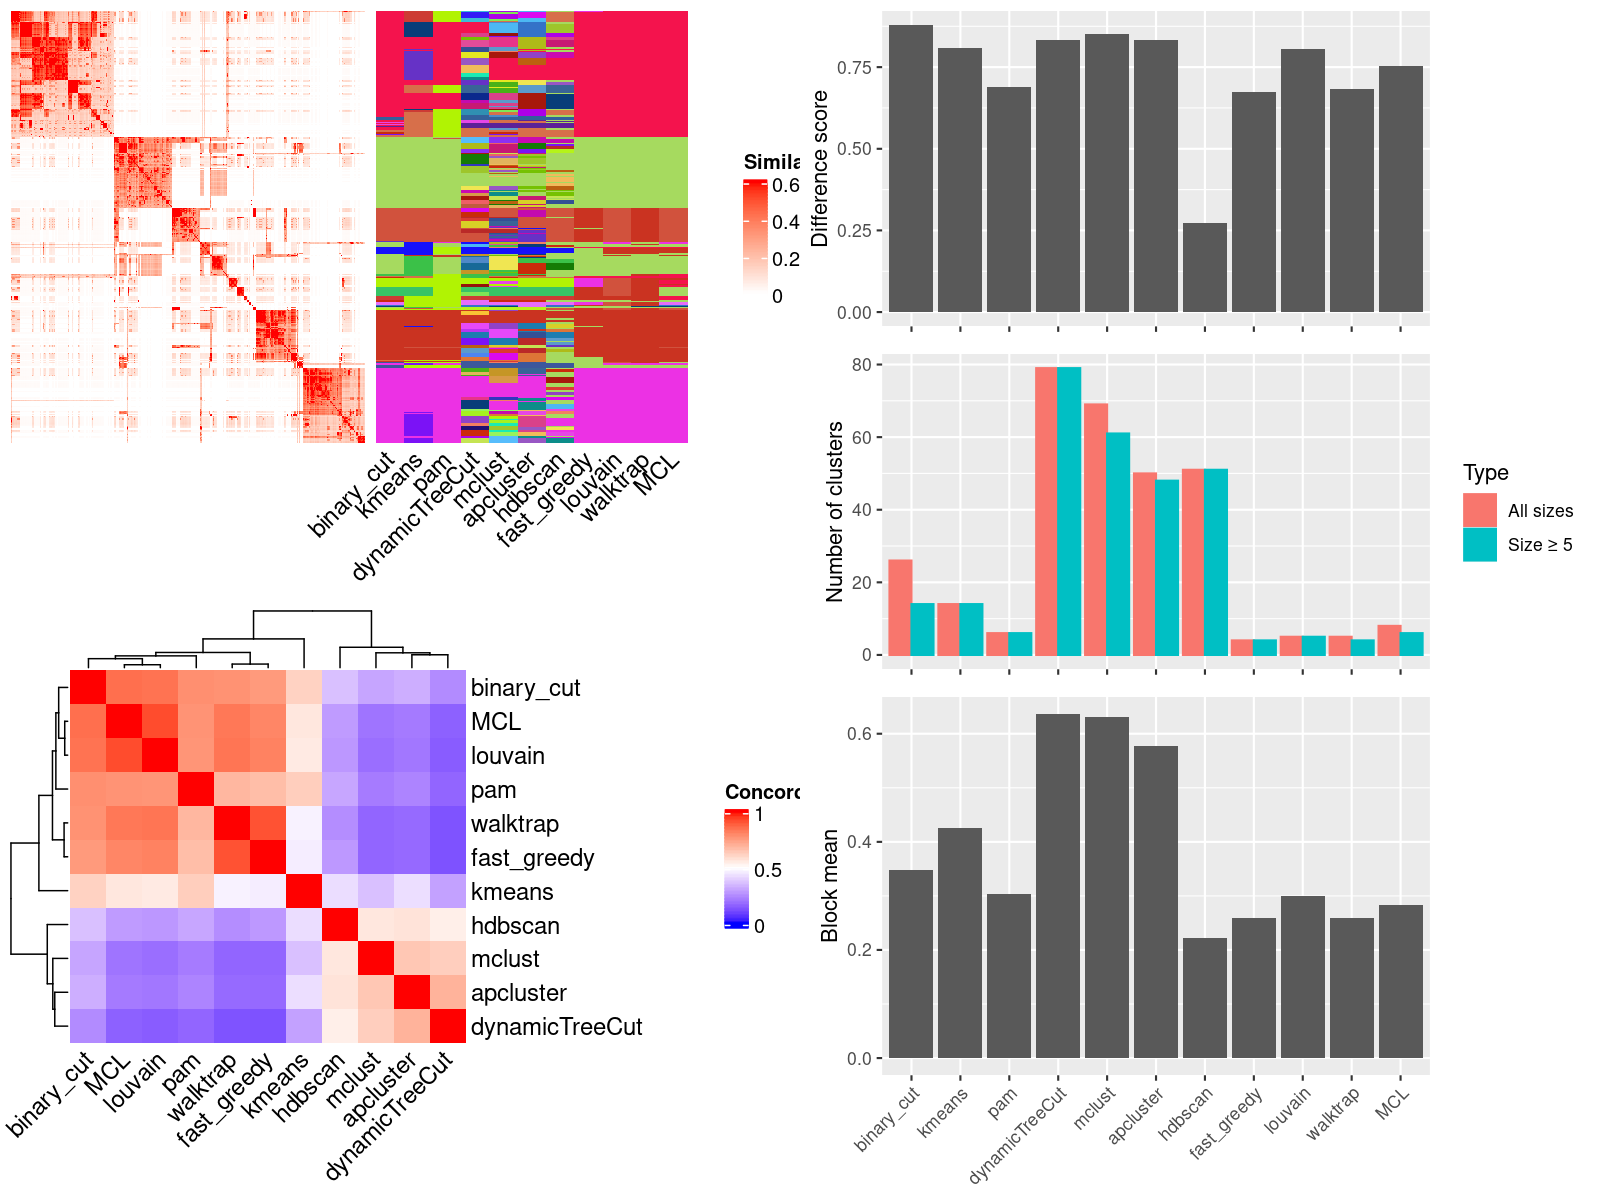 Simila
0.6
0.4
0.2
0
binary_cut
kmeans
pam
dynamicTreeCut
mclust
apcluster
hdbscan
fast_greedy
louvain
walktrap
MCL
binary_cut
MCL
louvain
pam
walktrap
fast_greedy
kmeans
hdbscan
mclust
apcluster
dynamicTreeCut
binary_cut
MCL
louvain
pam
walktrap
fast_greedy
kmeans
hdbscan
mclust
apcluster
dynamicTreeCut
Concord
1
0.5
0
Difference score
0.75
0.50
0.25
0.00
Number of clusters
80
60
40
20
0
Type
All sizes
Size ≥ 5
Block mean
0.6
0.4
0.2
0.0
binary_cut
kmeans
pam
dynamicTreeCut
mclust
apcluster
hdbscan
fast_greedy
louvain
walktrap
MCL